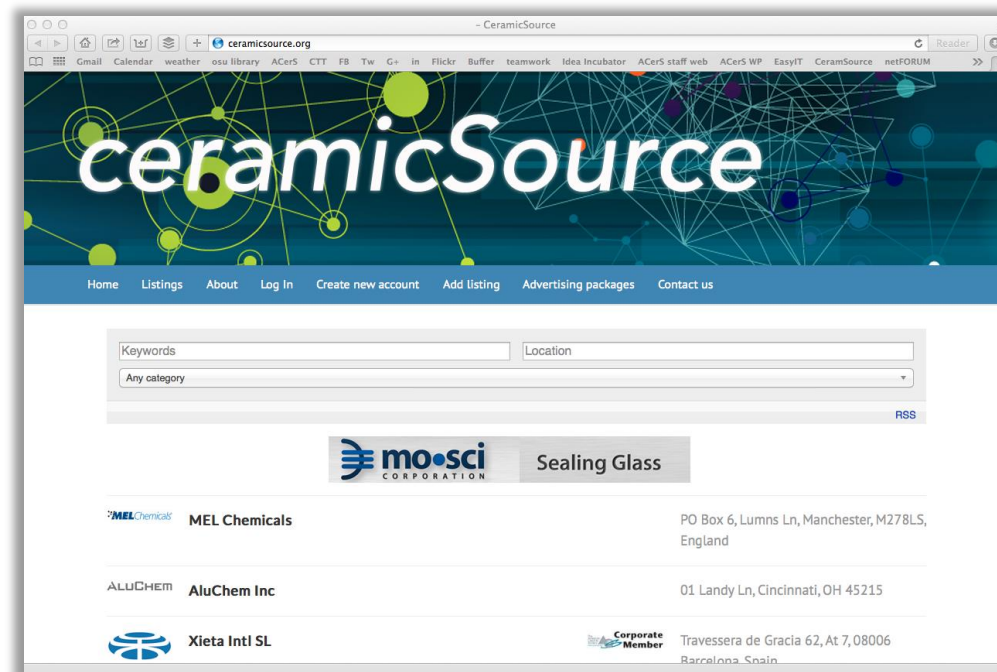 - CeramicSource
ceramicsource.org
Reader
Gmail Calendar weather osu library ACerS CTT FB Tw G+ in Flickr Buffer teamwork Idea Incubator ACerS staff web ACerS WP EasyIT CeramSource netFORUM >>
ceramicSource
Home Listings About Log In Create new account Add listing Advertising packages Contact us
Keywords Location
Any category
RSS
mo•sci Sealing Glass
CORPORATION
MELChemicals MEL Chemicals PO Box 6, Lumns Ln, Manchester, M278LS,
England
ALUCHEM AluChem Inc 01 Landy Ln, Cincinnati, OH 45215
Xieta Intl SL Corporate Member Travessera de Gracia 62, At 7, 08006
Barcelona, Spain